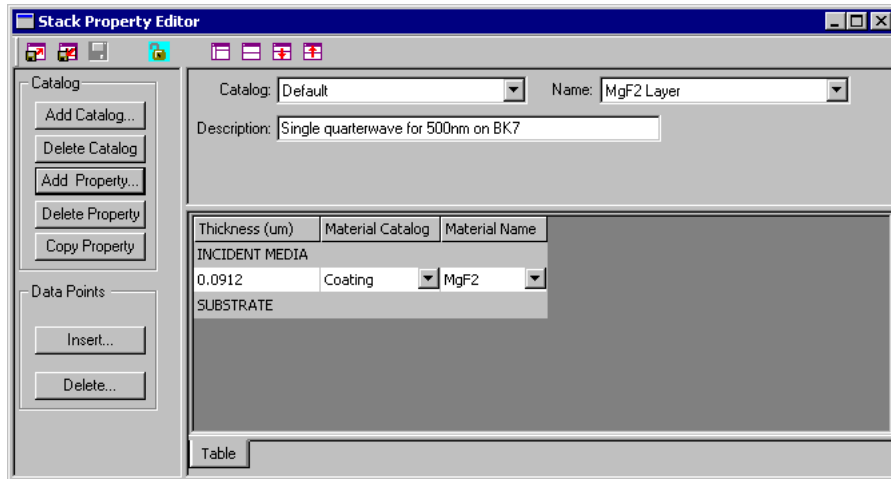 Stack Property Editor
Catalog
Add Catalog...
Delete Catalog
Add Property...
Delete Property
Copy Property
Data Points
Insert...
Delete...
Catalog: Default Name: MgF2 Layer
Description: Single quarterwave for 500nm on BK7
Thickness (um) Material Catalog Material Name
INCIDENT MEDIA
0.0912 Coating MgF2
SUBSTRATE
Table